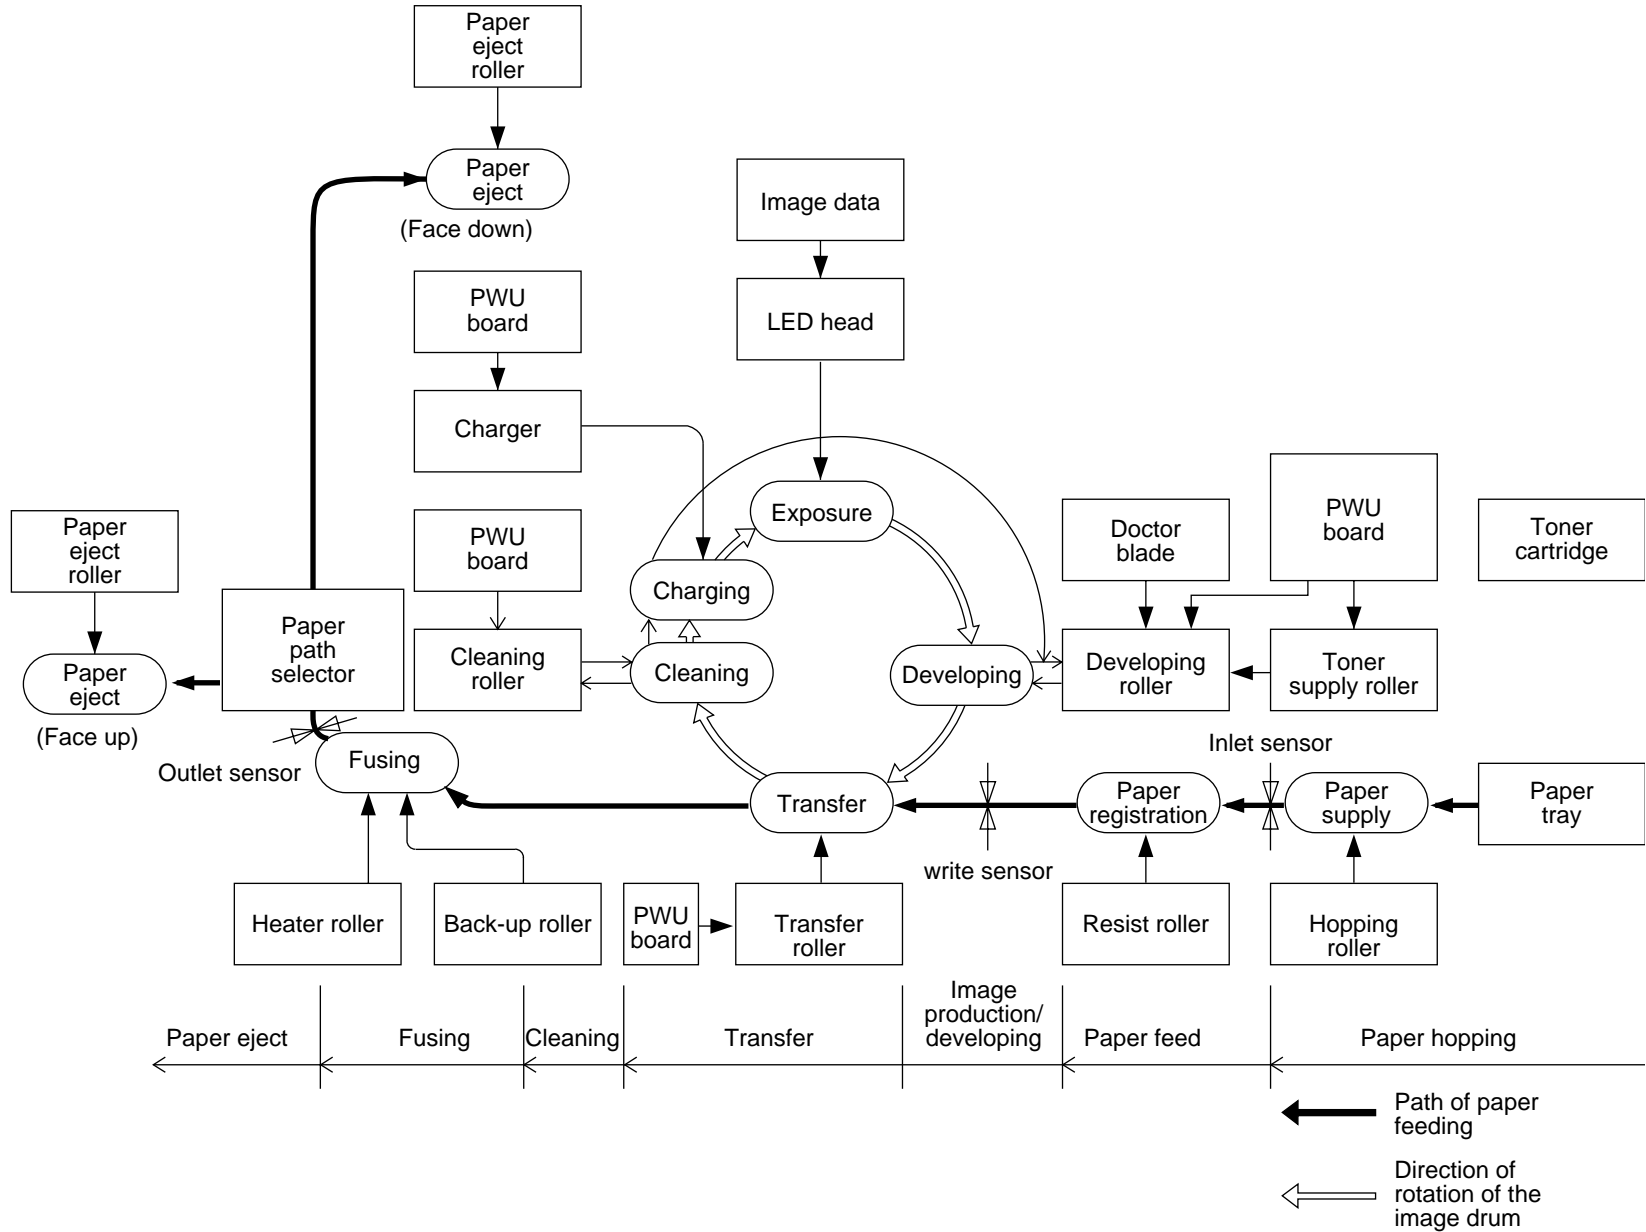 Paper
eject
roller
Paper
eject
(Face down)
Image data
PWU
board
LED head
Charger
Exposure
Paper
eject
roller
PWU
board
Doctor
blade
PWU
board
Toner
cartridge
Charging
Paper
path
selector
Cleaning
roller
Cleaning
Developing
Developing
roller
Toner
supply roller
Paper
eject
(Face up)
Outlet sensor
Fusing
Inlet sensor
Transfer
Paper
registration
Paper
supply
Paper
tray
write sensor
Heater roller
Back-up roller
PWU
board
Transfer
roller
Resist roller
Hopping
roller
Paper eject
Fusing
Cleaning
Transfer
Image
production/
developing
Paper feed
Paper hopping
Path of paper
feeding
Direction of
rotation of the
image drum